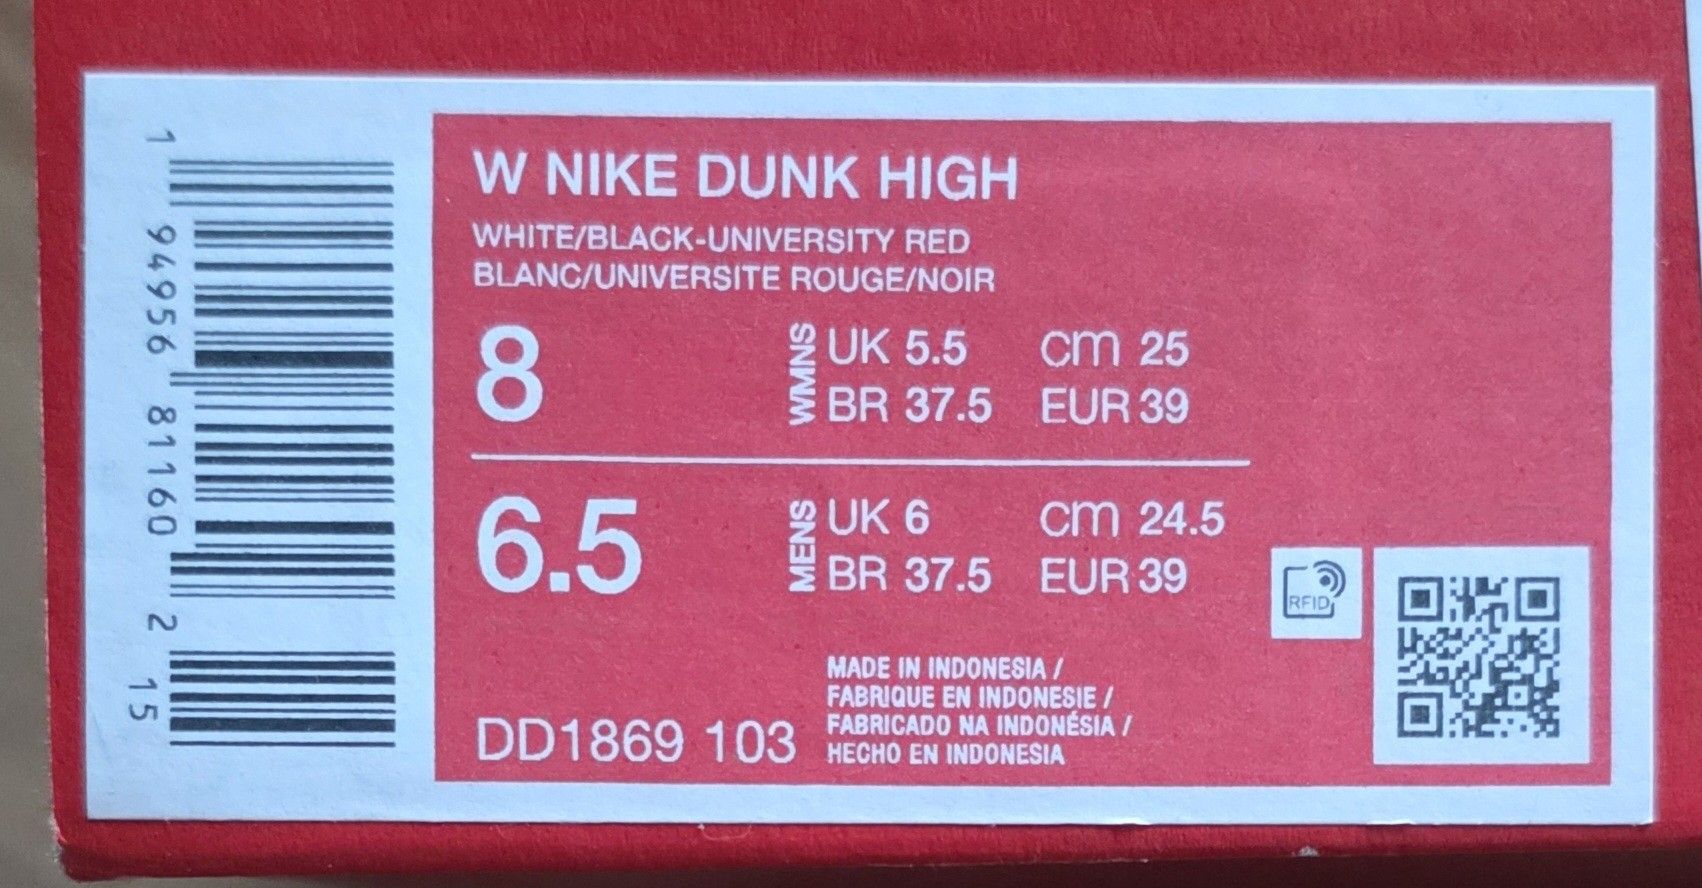 1 94956 81160 2 15
W NIKE DUNK HIGH
WHITE/BLACK-UNIVERSITY RED
BLANC/UNIVERSITE ROUGE/NOIR
8 WMNS UK 5.5 cm 25
BR 37.5 EUR 39
6.5 MENS UK 6 cm 24.5
BR 37.5 EUR 39
RFID
MADE IN INDONESIA /
FABRIQUE EN INDONESIE /
FABRICADO NA INDONÉSIA /
HECHO EN INDONESIA
DD1869 103